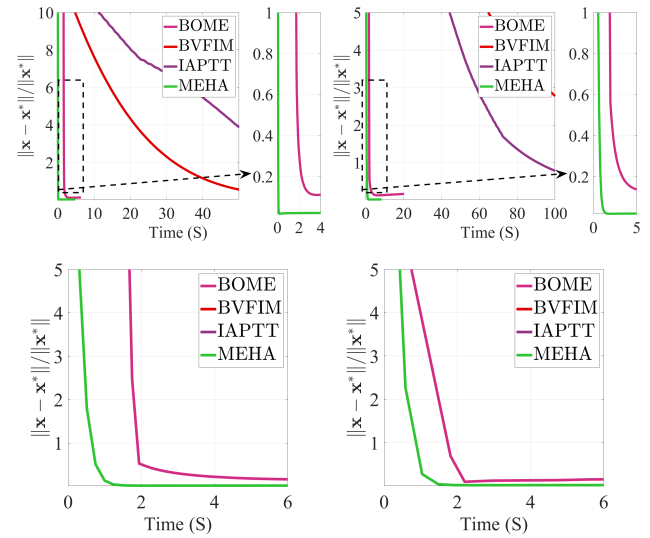 10
8
6
4
2
0 10 20 30 40
Time (S)
||x − x*||/||x*||
BOME
BVFIM
IAPTT
MEHA
1
0.8
0.6
0.4
0.2
0 2 4
5
4
3
2
1
0 20 40 60 80 100
Time (S)
||x − x*||/||x*||
BOME
BVFIM
IAPTT
MEHA
1
0.8
0.6
0.4
0.2
0 5
5
4
3
2
1
0 2 4 6
Time (S)
||x − x*||/||x*||
BOME
BVFIM
IAPTT
MEHA
5
4
3
2
1
0 2 4 6
Time (S)
||x − x*||/||x*||
BOME
BVFIM
IAPTT
MEHA